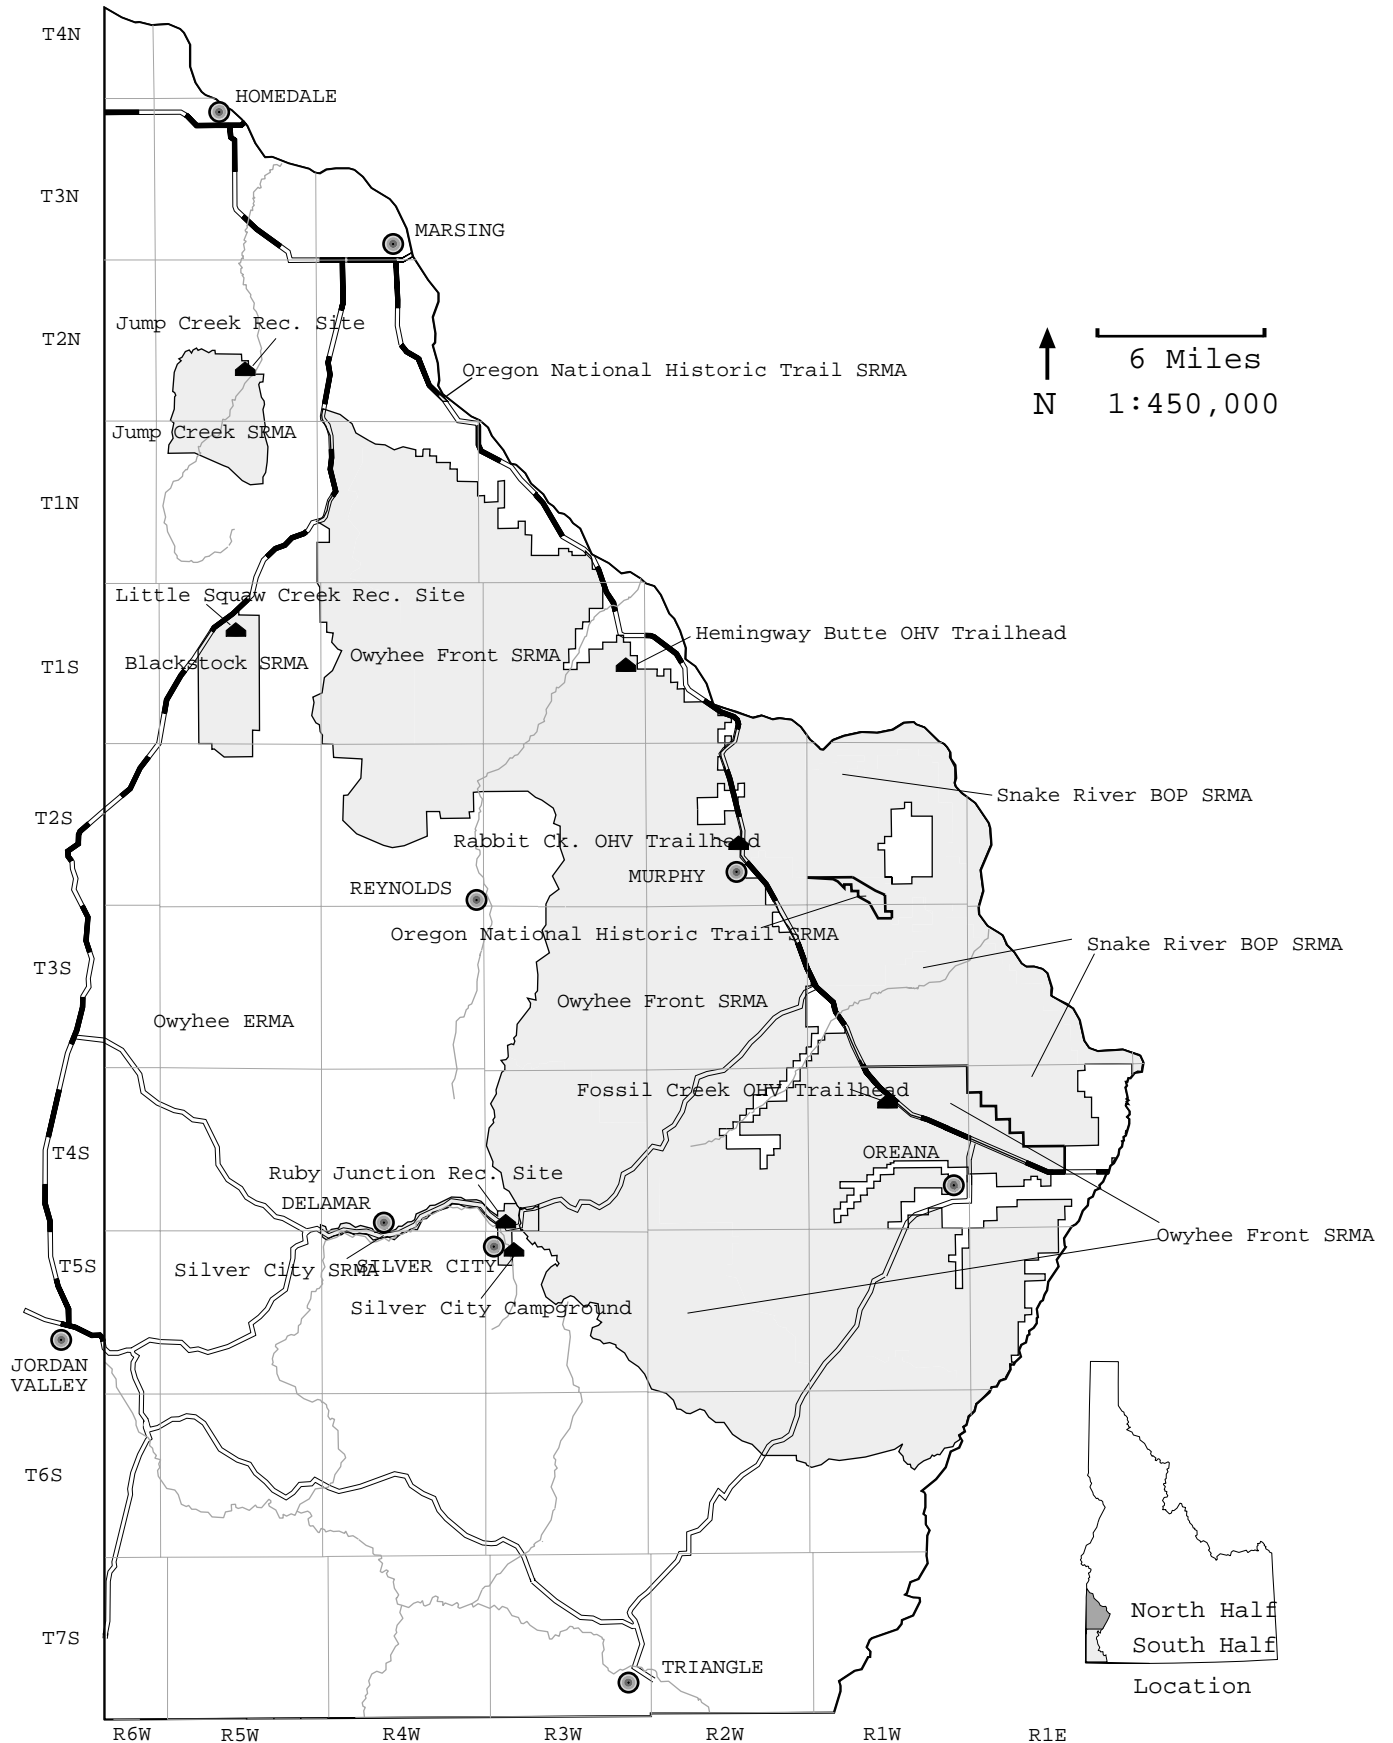 T4N
HOMEDALE
T3N
MARSING
Jump Creek Rec. Site
T2N
6 Miles
Oregon National Historic Trail SRMA
N 1:450,000
Jump Creek SRMA
T1N
Little Squaw Creek Rec. Site
Hemingway Butte OHV Trailhead
Owyhee Front SRMA
Blackstock SRMA
T1S
Snake River BOP SRMA
T2S
Rabbit Ck. OHV Trailhead
MURPHY
REYNOLDS
Oregon National Historic Trail SRMA
Snake River BOP SRMA
T3S
Owyhee Front SRMA
Owyhee ERMA
Fossil Creek OHV Trailhead
T4S
OREANA
Ruby Junction Rec. Site
DELAMAR
Owyhee Front SRMA
T5S
Silver City SRMA
SILVER CITY
Silver City Campground
JORDAN
VALLEY
T6S
North Half
T7S
South Half
TRIANGLE
Location
R6W R5W R4W R3W R2W R1W R1E